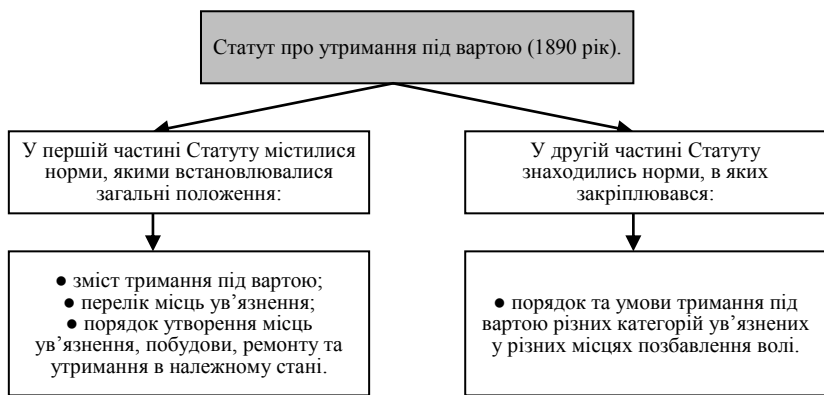 Статут про утримання під вартою (1890 рік).
У першій частині Статуту містилися
норми, якими встановлювалися
загальні положення:
У другій частині Статуту
знаходились норми, в яких
закріплювався:
● зміст тримання під вартою;
● перелік місць ув’язнення;
● порядок утворення місць
ув’язнення, побудови, ремонту та
утримання в належному стані.
● порядок та умови тримання під
вартою різних категорій ув’язнених
у різних місцях позбавлення волі.